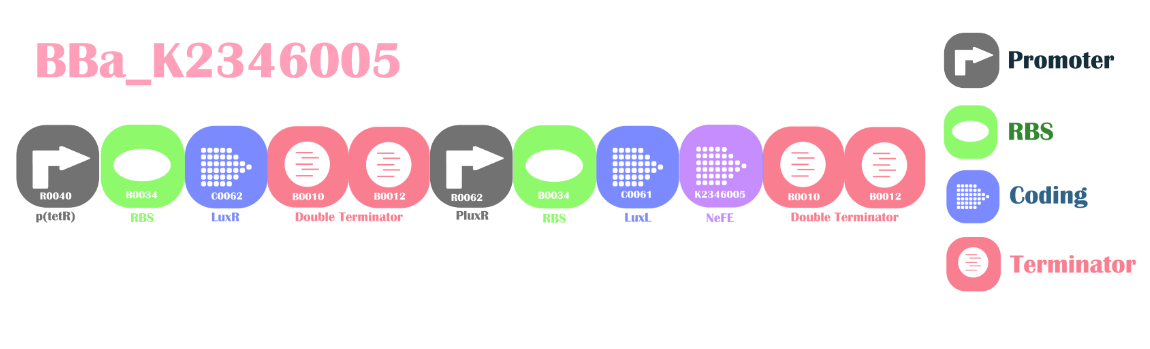 BBa_K2346005
R0040 B0034 C0062 B0010 B0012 R0062 B0034 C0061 K2346005 B0010 B0012
p(tetR) RBS LuxR Double Terminator PluxR RBS LuxL NeFE Double Terminator
Promoter
RBS
Coding
Terminator